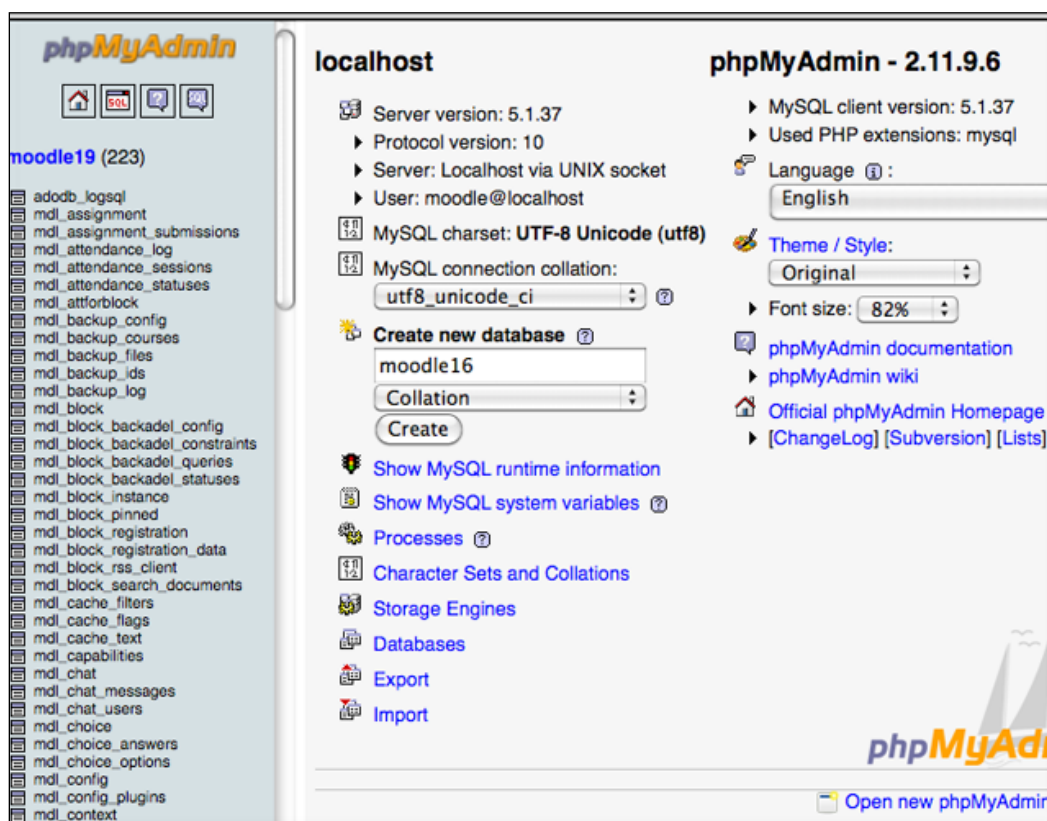 phpMyAdmin
SQL
SQL
moodle19 (223)
adodb_logsql
mdl_assignment
mdl_assignment_submissions
mdl_attendance_log
mdl_attendance_sessions
mdl_attendance_statuses
mdl_attforblock
mdl_backup_config
mdl_backup_courses
mdl_backup_files
mdl_backup_ids
mdl_backup_log
mdl_block
mdl_block_backadel_config
mdl_block_backadel_constraints
mdl_block_backadel_queries
mdl_block_backadel_statuses
mdl_block_instance
mdl_block_pinned
mdl_block_registration
mdl_block_registration_data
mdl_block_rss_client
mdl_block_search_documents
mdl_cache_filters
mdl_cache_flags
mdl_cache_text
mdl_capabilities
mdl_chat
mdl_chat_messages
mdl_chat_users
mdl_choice
mdl_choice_answers
mdl_choice_options
mdl_config
mdl_config_plugins
mdl_context
localhost
Server version: 5.1.37
Protocol version: 10
Server: Localhost via UNIX socket
User: moodle@localhost
MySQL charset: UTF-8 Unicode (utf8)
MySQL connection collation:
utf8_unicode_ci
Create new database
moodle16
Collation
Create
Show MySQL runtime information
Show MySQL system variables
Processes
Character Sets and Collations
Storage Engines
Databases
Export
Import
phpMyAdmin - 2.11.9.6
MySQL client version: 5.1.37
Used PHP extensions: mysql
Language :
English
Theme / Style:
Original
Font size: 82%
phpMyAdmin documentation
phpMyAdmin wiki
Official phpMyAdmin Homepage
[ChangeLog] [Subversion] [Lists]
phpMyAd
Open new phpMyAdmin